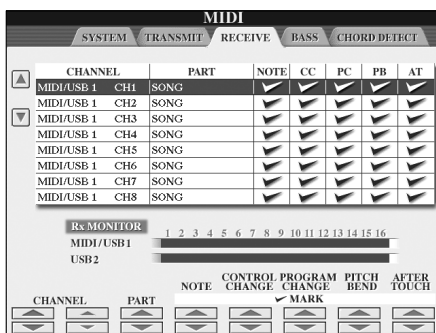 MIDI
SYSTEM TRANSMIT RECEIVE BASS CHORD DETECT
CHANNEL PART NOTE CC PC PB AT
MIDI/USB 1 CH1 SONG
MIDI/USB 1 CH2 SONG
MIDI/USB 1 CH3 SONG
MIDI/USB 1 CH4 SONG
MIDI/USB 1 CH5 SONG
MIDI/USB 1 CH6 SONG
MIDI/USB 1 CH7 SONG
MIDI/USB 1 CH8 SONG
Rx MONITOR 1 2 3 4 5 6 7 8 9 10 11 12 13 14 15 16
MIDI/USB1
USB2
NOTE CONTROL CHANGE PROGRAM CHANGE PITCH BEND AFTER TOUCH
CHANNEL PART MARK